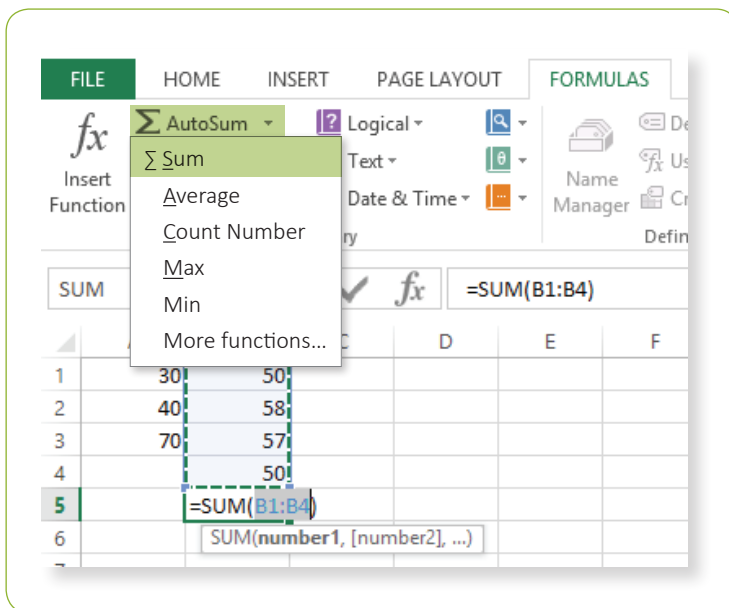 FILE HOME INSERT PAGE LAYOUT FORMULAS
fx Insert Function
∑ AutoSum
∑ Sum
Average
Count Number
Max
Min
More functions...
Logical
Text
Date & Time
Name Manager
SUM fx =SUM(B1:B4)
D E F
1 30 50
2 40 58
3 70 57
4 50
5 =SUM(B1:B4)
6 SUM(number1, [number2], ...)